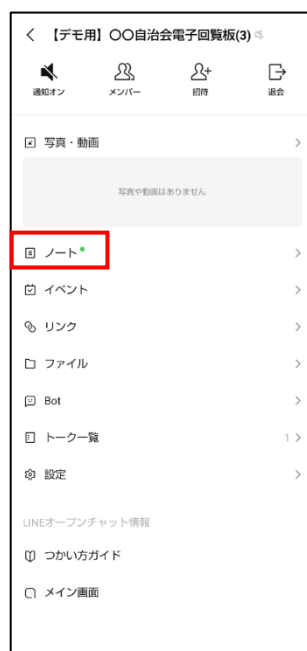 【デモ用】〇〇自治会電子回覧板(3)
通知オン メンバー 招待 退会
写真・動画
写真や動画はありません
ノート
イベント
リンク
ファイル
Bot
トーク一覧 1
設定
LINEオープンチャット情報
つかい方ガイド
メイン画面